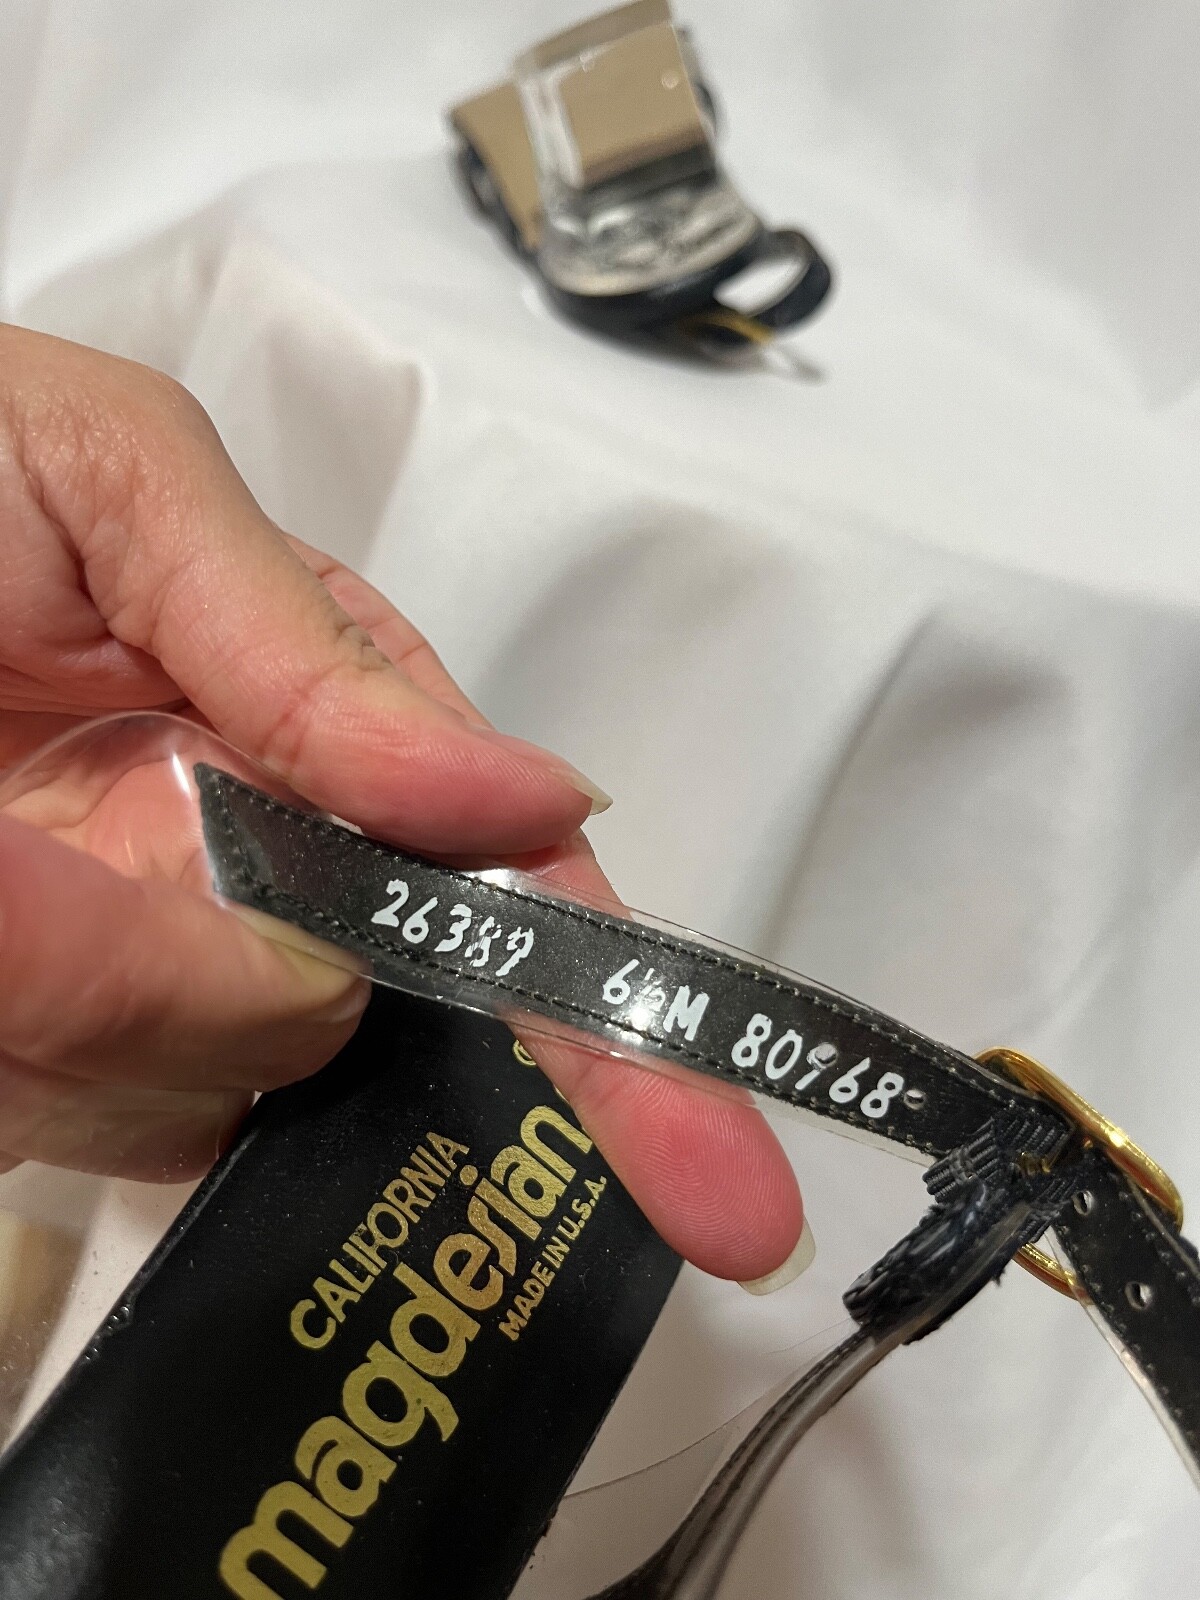 26389 6½M 80968
CALIFORNIA
magdesian
MADE IN U.S.A.